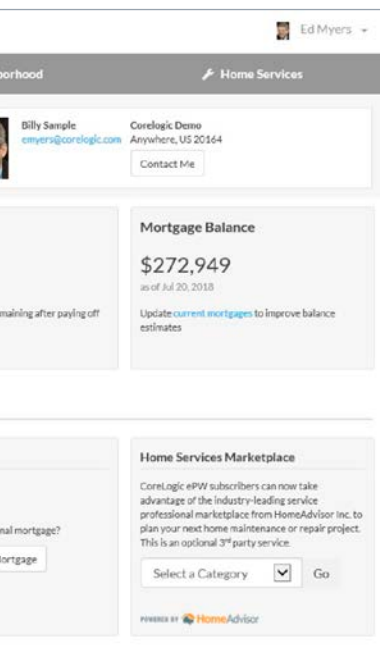 Ed Myers
orhood
Home Services
Billy Sample
emyers@corelogic.com
Corelogic Demo
Anywhere, US 20164
Contact Me
Mortgage Balance
$272,949
as of Jul 20, 2018
maining after paying off
Update current mortgages to improve balance
estimates
Home Services Marketplace
CoreLogic ePW subscribers can now take
advantage of the industry-leading service
professional marketplace from HomeAdvisor Inc. to
plan your next home maintenance or repair project.
This is an optional 3rd party service.
nal mortgage?
ortgage
Select a Category
Go
POWERED BY HomeAdvisor